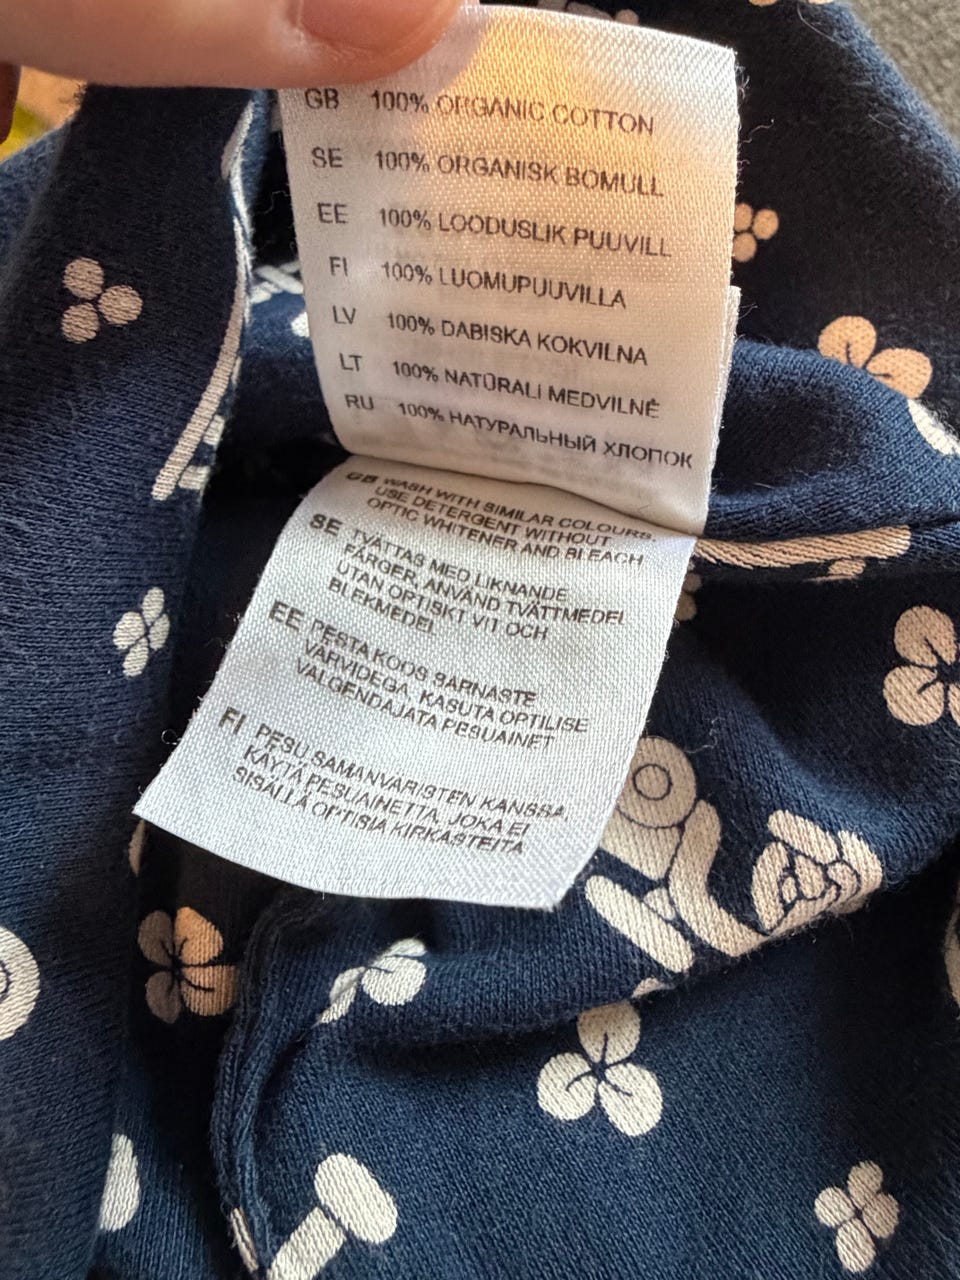 GB 100% ORGANIC COTTON
SE 100% ORGANISK BOMULL
EE 100% LOODUSLIK PUUVILL
FI 100% LUOMUPUUVILLA
LV 100% DABISKA KOKVILNA
LT 100% NATŪRALI MEDVILNĖ
RU 100% НАТУРАЛЬНЫЙ ХЛОПОК
GB WASH WITH SIMILAR COLOURS.
USE DETERGENT WITHOUT
OPTIC WHITENER AND BLEACH
SE TVÄTTAS MED LIKNANDE
FÄRGER, ANVÄND TVÄTTMEDEL
UTAN OPTISKT VIT OCH
BLEKMEDEL
EE PESTA KOOS SARNASTE
VÄRVIDEGA, KASUTA OPTILISE
VALGENDAJATA PESUAINET
FI PESU SAMANVÄRISTEN KANSSA,
KÄYTÄ PESUAINETTA, JOKA EI
SISÄLLÄ OPTISIA KIRKASTEITA